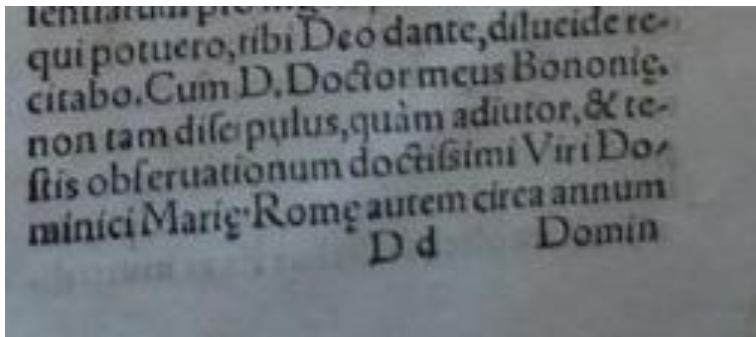 qui potuero, tibi Deo dante, dilucide re-
citabo. Cum D. Doctor meus Bononię,
non tam discipulus, quàm adiutor, & te-
stis obseruationum doctissimi Viri Do-
minici Marię. Romę autem circa annum
D d Domin